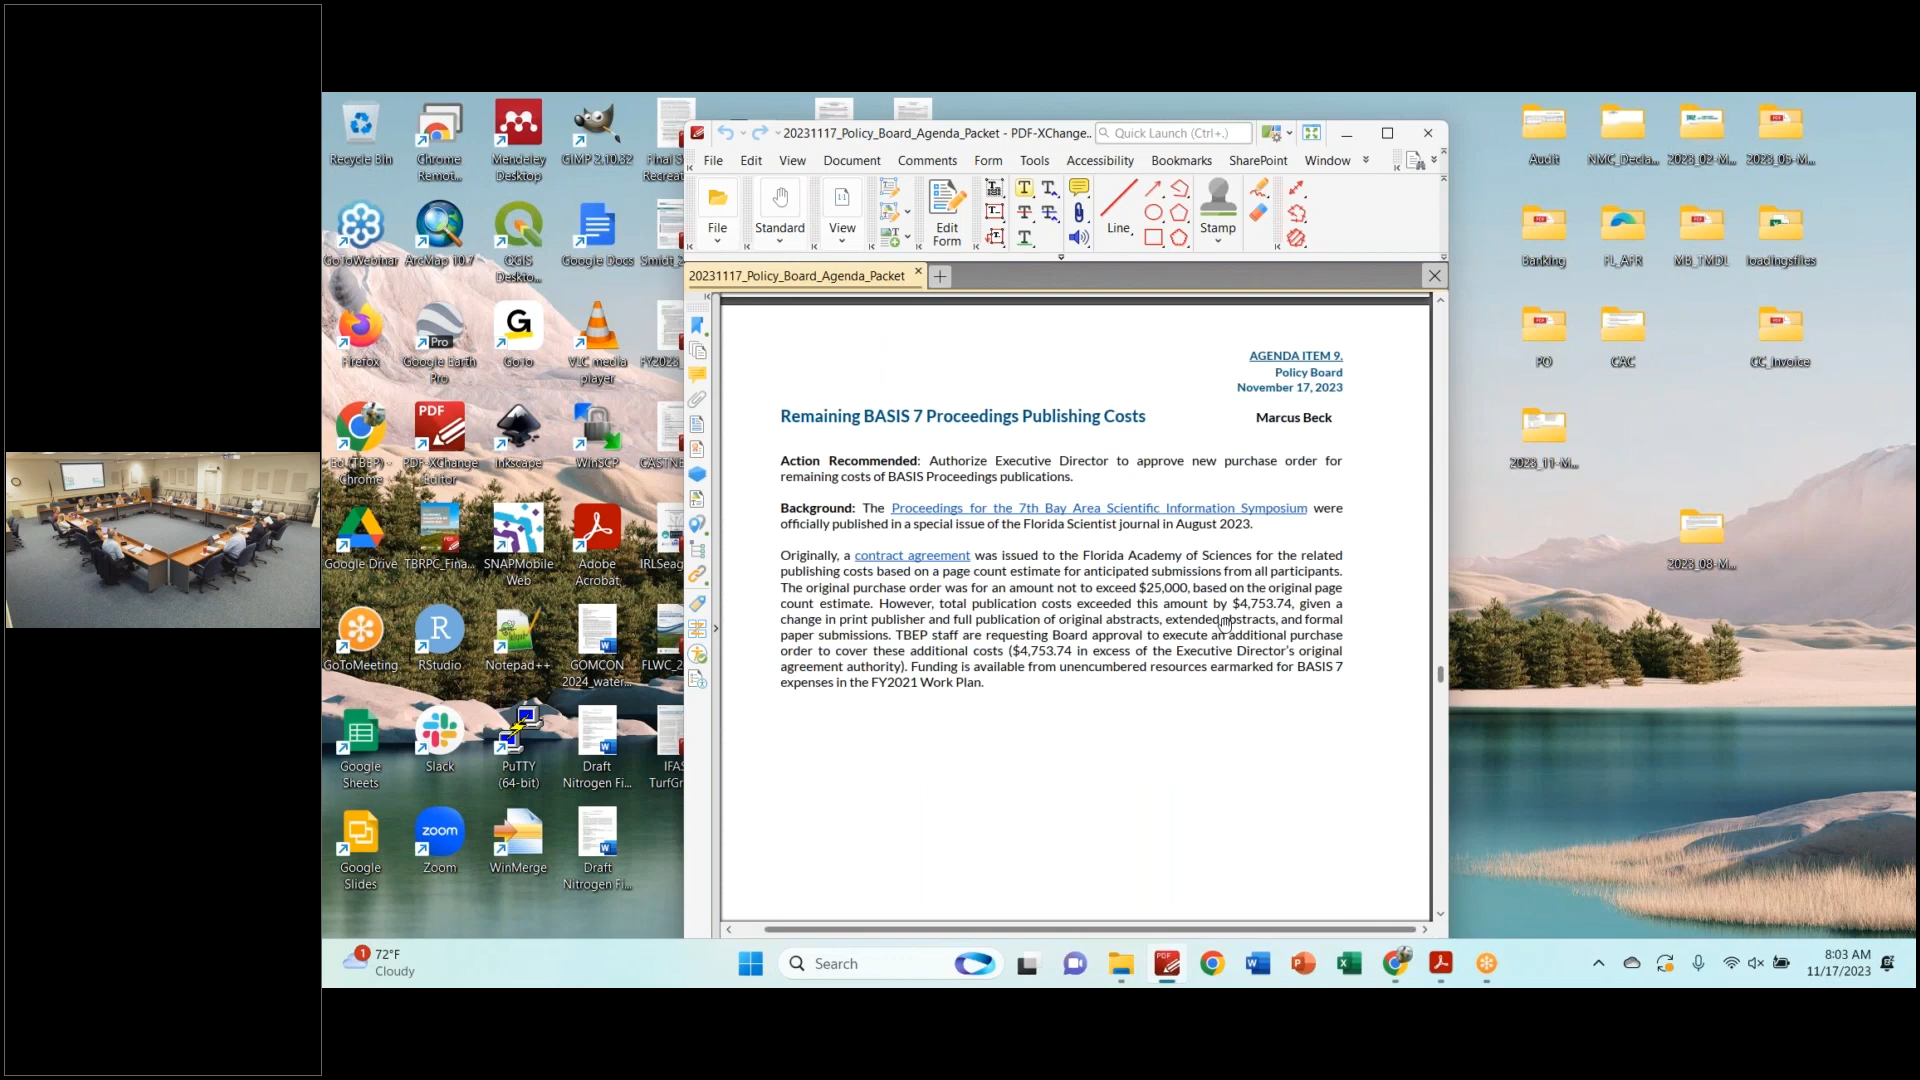 Recycle Bin
Chrome Remot...
Mendeley Desktop
GIMP 2.10.32
GoToWebinar
ArcMap 10.7
QGIS Deskto...
Google Docs
Firefox
Google Earth Pro
GoTo
VLC media player
PDF-XChange Editor
Inkscape
WinSCP
Google Drive
TBRPC_Fina...
SNAPMobile Web
Adobe Acrobat
GoToMeeting
RStudio
Notepad++
GOMCON 2024_water...
Google Sheets
Slack
PuTTY (64-bit)
Draft Nitrogen Fi...
Google Slides
Zoom
WinMerge
Draft Nitrogen Fi...
20231117_Policy_Board_Agenda_Packet - PDF-XChange..
Quick Launch (Ctrl+.)
File Edit View Document Comments Form Tools Accessibility Bookmarks SharePoint Window
File
Standard
View
Edit Form
Line
Stamp
20231117_Policy_Board_Agenda_Packet
AGENDA ITEM 9.
Policy Board
November 17, 2023
Remaining BASIS 7 Proceedings Publishing Costs
Marcus Beck
Action Recommended: Authorize Executive Director to approve new purchase order for
remaining costs of BASIS Proceedings publications.
Background: The Proceedings for the 7th Bay Area Scientific Information Symposium were
officially published in a special issue of the Florida Scientist journal in August 2023.
Originally, a contract agreement was issued to the Florida Academy of Sciences for the related
publishing costs based on a page count estimate for anticipated submissions from all participants.
The original purchase order was for an amount not to exceed $25,000, based on the original page
count estimate. However, total publication costs exceeded this amount by $4,753.74, given a
change in print publisher and full publication of original abstracts, extended abstracts, and formal
paper submissions. TBEP staff are requesting Board approval to execute an additional purchase
order to cover these additional costs ($4,753.74 in excess of the Executive Director's original
agreement authority). Funding is available from unencumbered resources earmarked for BASIS 7
expenses in the FY2021 Work Plan.
Audit
NMC_Decla...
2023_02-M...
2023_05-M...
Banking
FL_AFR
MB_TMDL
loadingsfiles
PO
CAC
CC_Invoice
2023_11-M...
2023_08-M...
1
72°F
Cloudy
Search
8:03 AM
11/17/2023